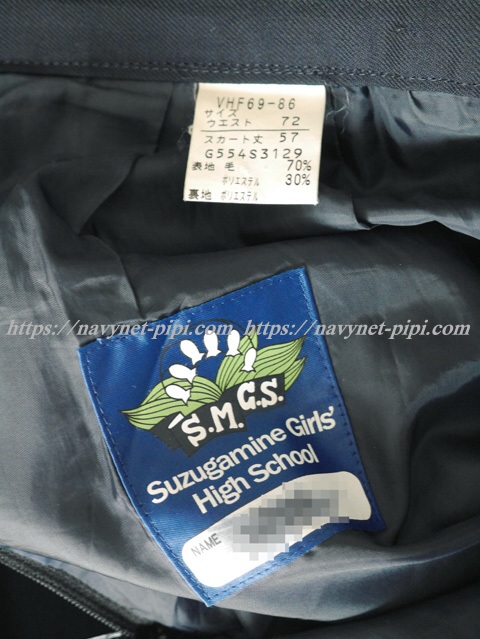 VHF69-86
サイズ
ウエスト 72
スカート丈 57
G554S3129
表地 毛 70%
ポリエステル 30%
裏地 ポリエステル
https://navynet-pipi.com https://navynet-pipi.com
S.M.G.S.
Suzugamine Girls'
High School
NAME